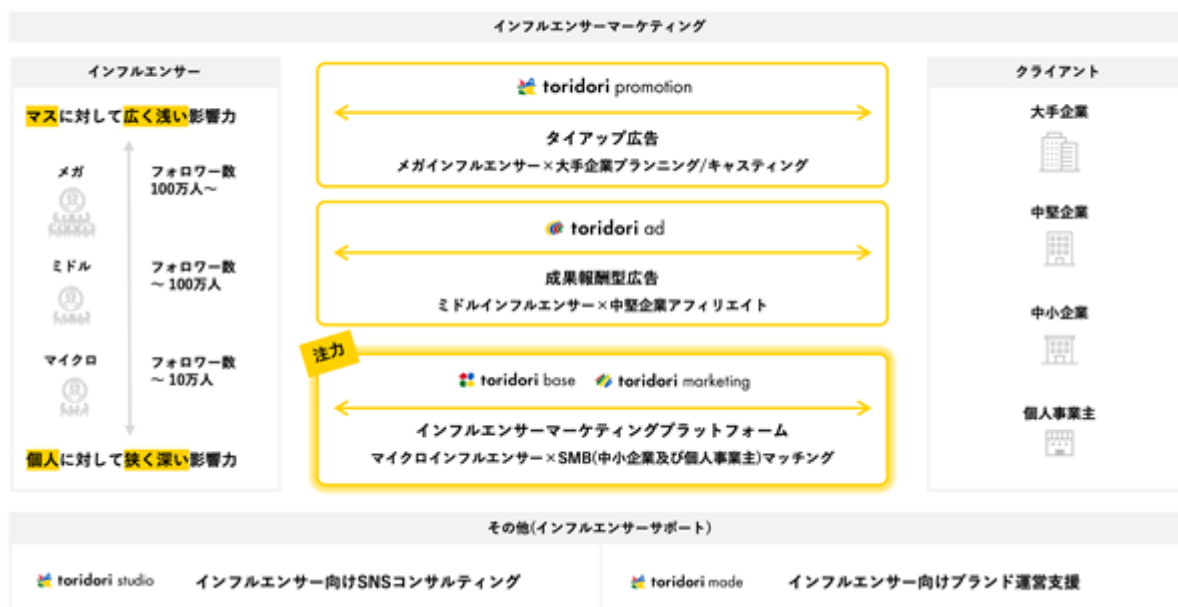 インフルエンサーマーケティング
インフルエンサー
マスに対して広く浅い影響力
メガ
フォロワー数
100万人～
ミドル
フォロワー数
～ 100万人
マイクロ
フォロワー数
～ 10万人
個人に対して狭く深い影響力
toridori promotion
タイアップ広告
メガインフルエンサー×大手企業プランニング/キャスティング
toridori ad
成果報酬型広告
ミドルインフルエンサー×中堅企業アフィリエイト
注力
toridori base toridori marketing
インフルエンサーマーケティングプラットフォーム
マイクロインフルエンサー×SMB(中小企業及び個人事業主)マッチング
クライアント
大手企業
中堅企業
中小企業
個人事業主
その他(インフルエンサーサポート)
toridori studio インフルエンサー向けSNSコンサルティング
toridori made インフルエンサー向けブランド運営支援